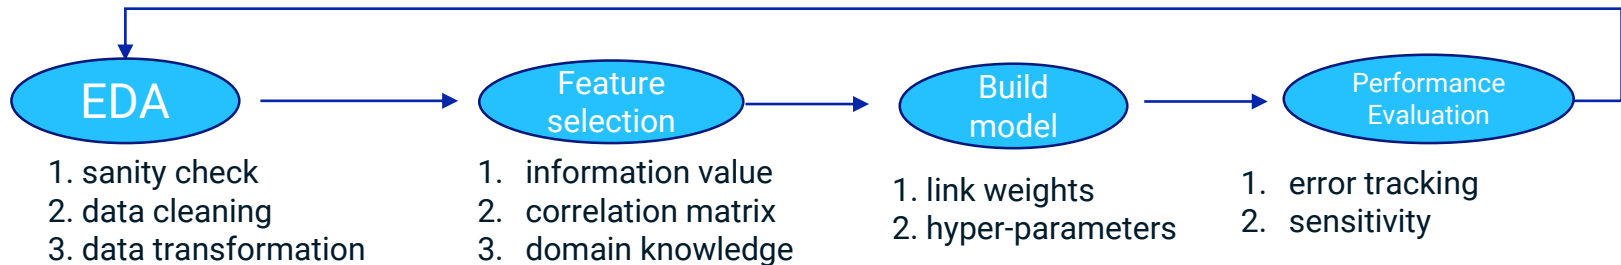 EDA
1. sanity check
2. data cleaning
3. data transformation
Feature
selection
1. information value
2. correlation matrix
3. domain knowledge
Build
model
1. link weights
2. hyper-parameters
Performance
Evaluation
1. error tracking
2. sensitivity